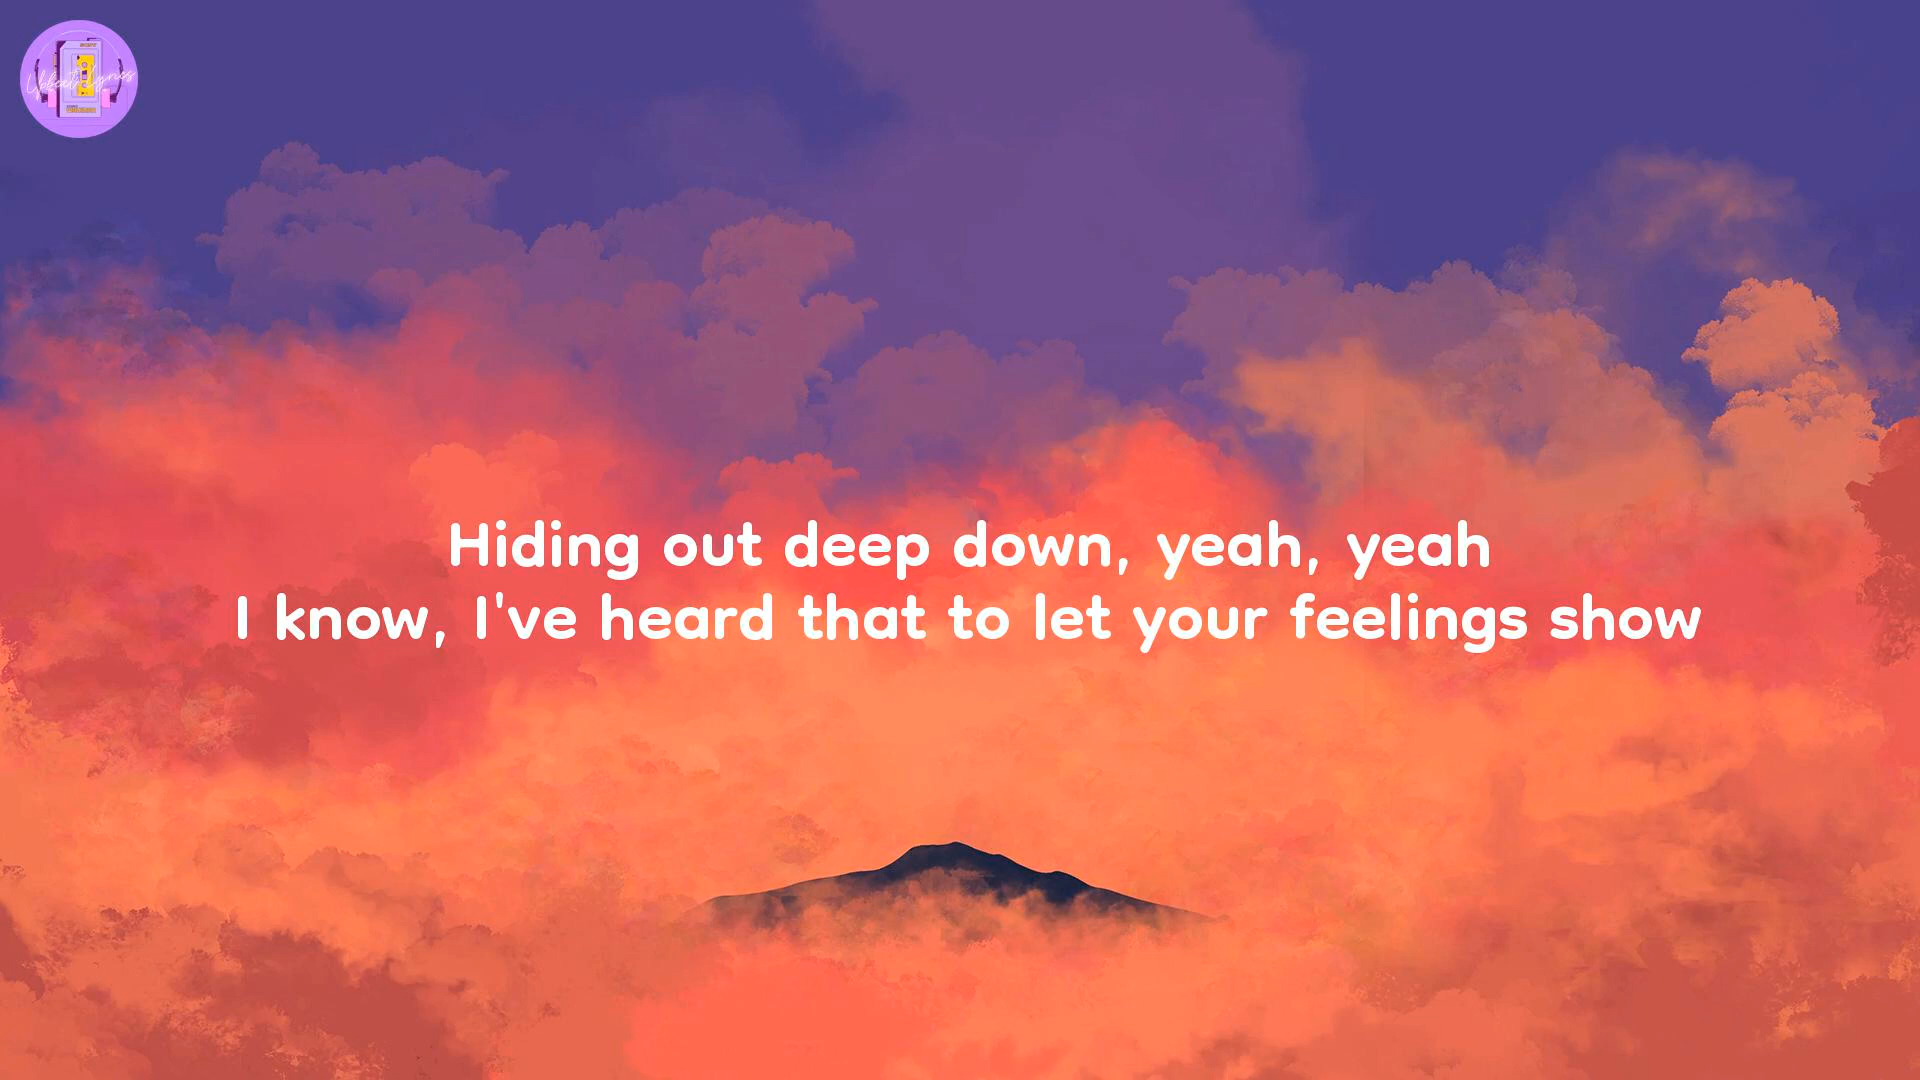 Hiding out deep down, yeah, yeah
I know, I've heard that to let your feelings show